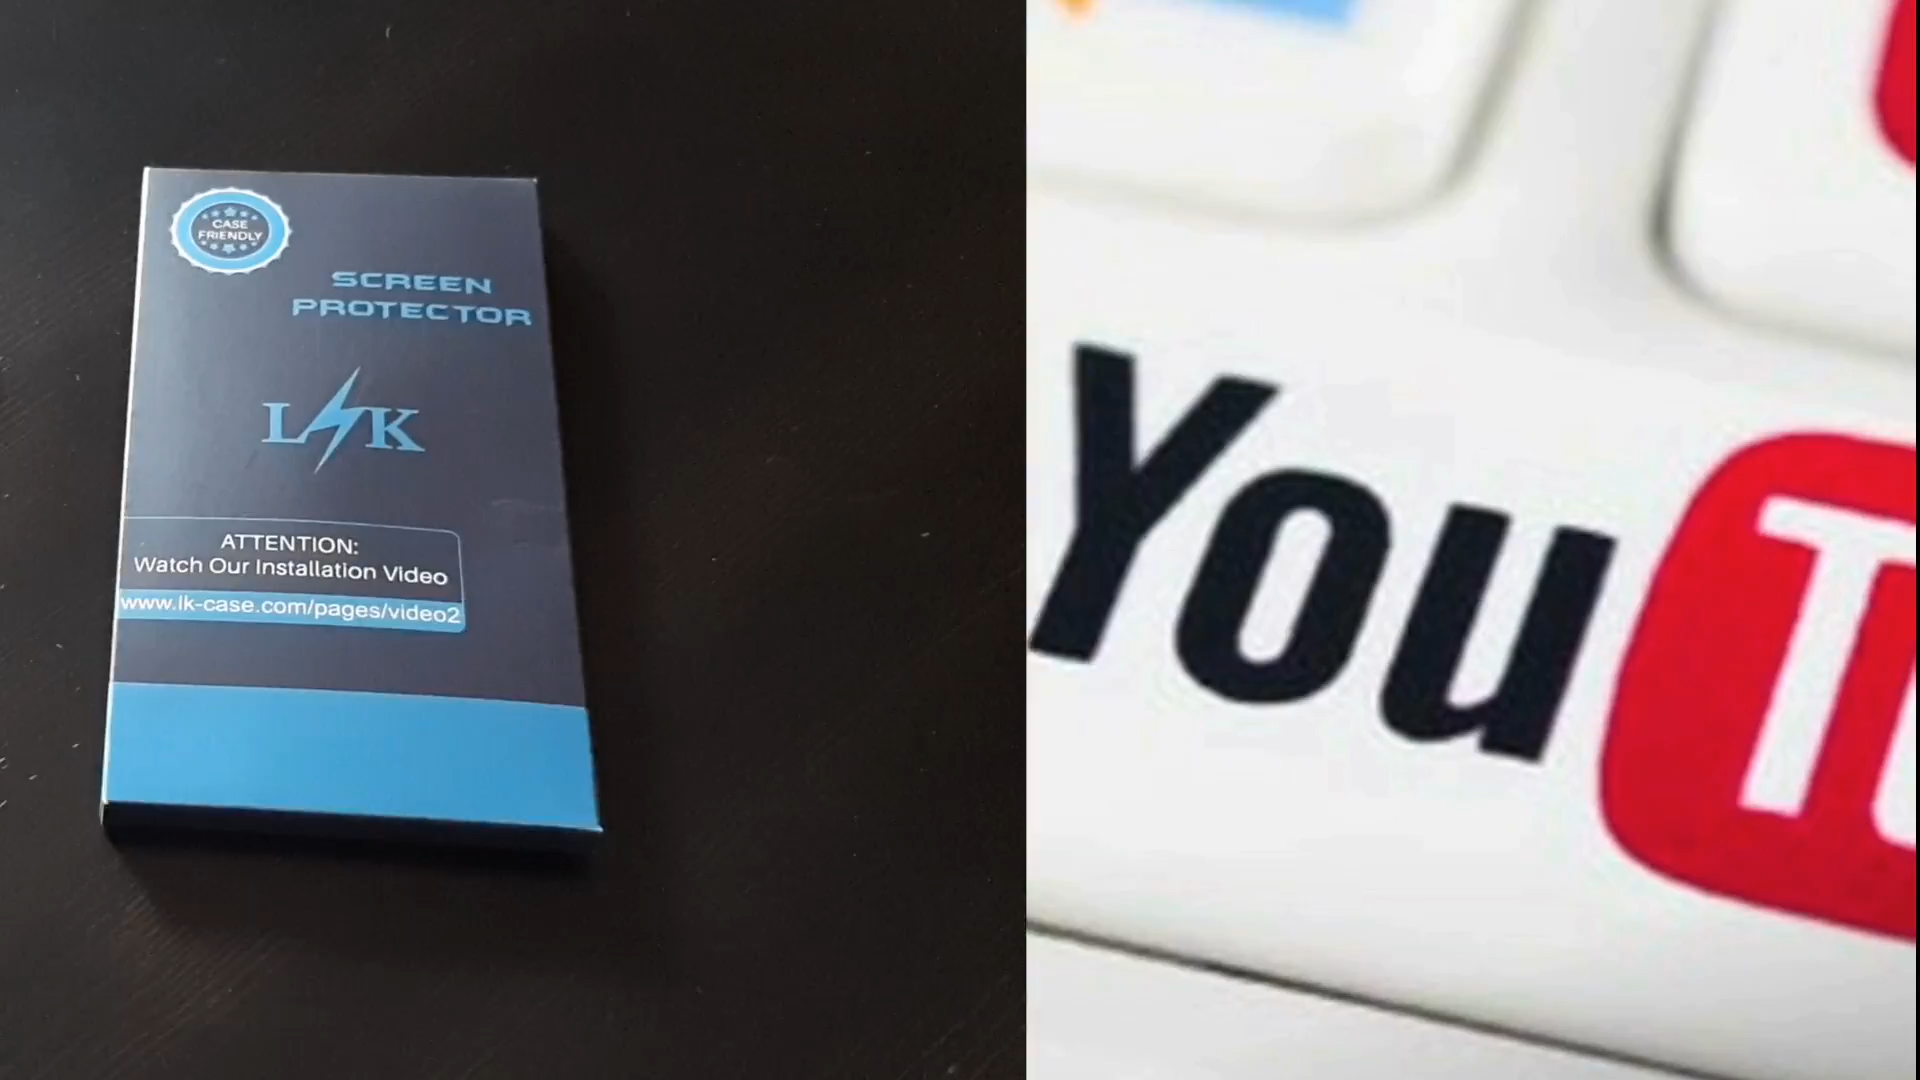 CASE
FRIENDLY
SCREEN
PROTECTOR
LK
ATTENTION:
Watch Our Installation Video
www.lk-case.com/pages/video2
You